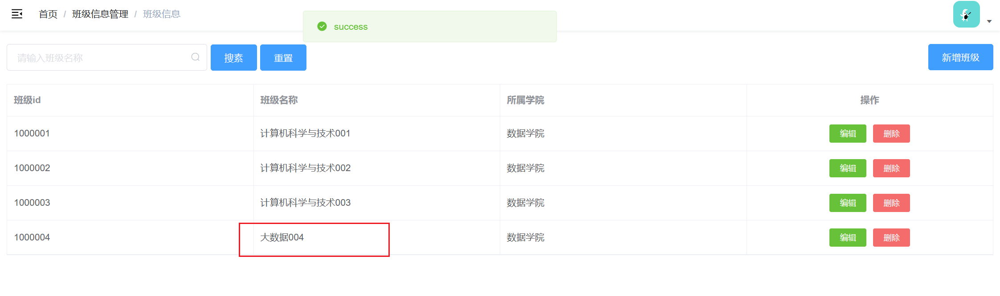 首页 / 班级信息管理 / 班级信息
success
请输入班级名称 搜素 重置 新增班级
班级id 班级名称 所属学院 操作
1000001 计算机科学与技术001 数据学院 编辑 删除
1000002 计算机科学与技术002 数据学院 编辑 删除
1000003 计算机科学与技术003 数据学院 编辑 删除
1000004 大数据004 数据学院 编辑 删除